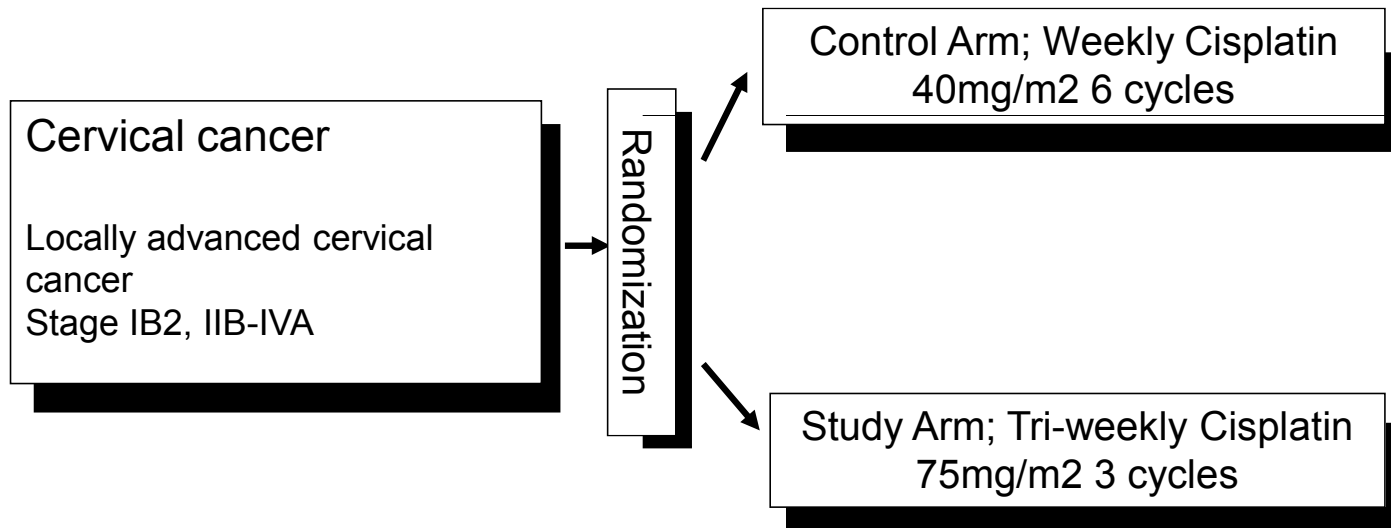 Cervical cancer
Locally advanced cervical
cancer
Stage IB2, IIB-IVA
Randomization
Control Arm; Weekly Cisplatin
40mg/m2 6 cycles
Study Arm; Tri-weekly Cisplatin
75mg/m2 3 cycles